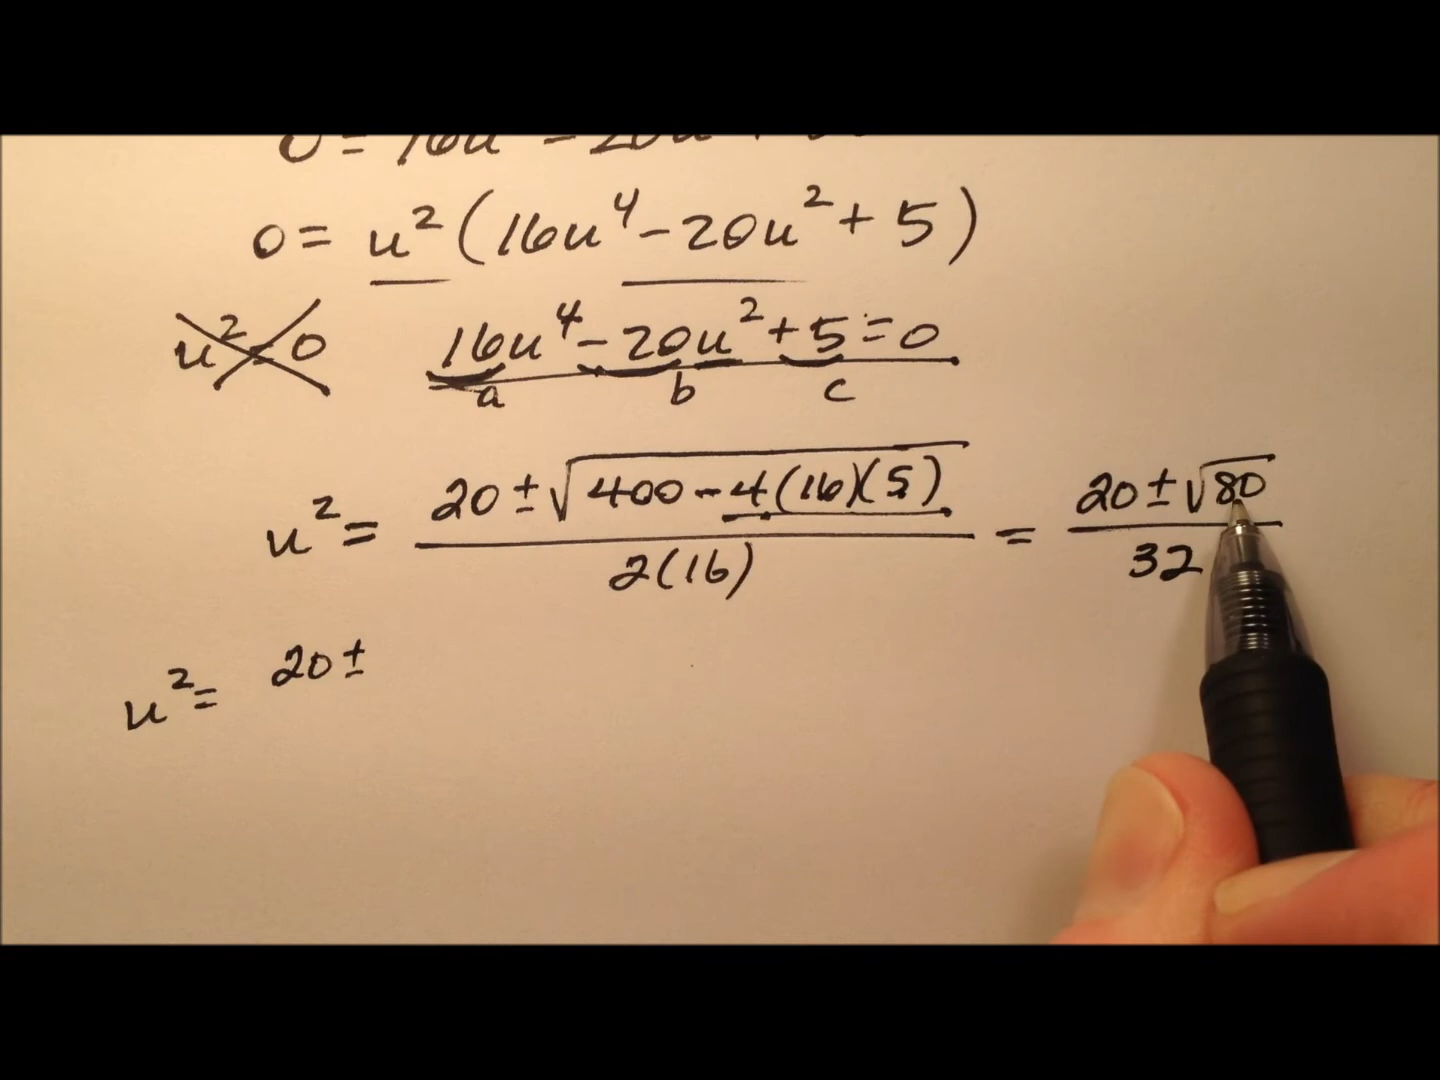 0 = u² (16u⁴ - 20u² + 5)
u² = 0 16u⁴ - 20u² + 5 = 0
a b c
u² = 20 ± √400 - 4(16)(5) / 2(16) = 20 ± √80 / 32
u² = 20 ±